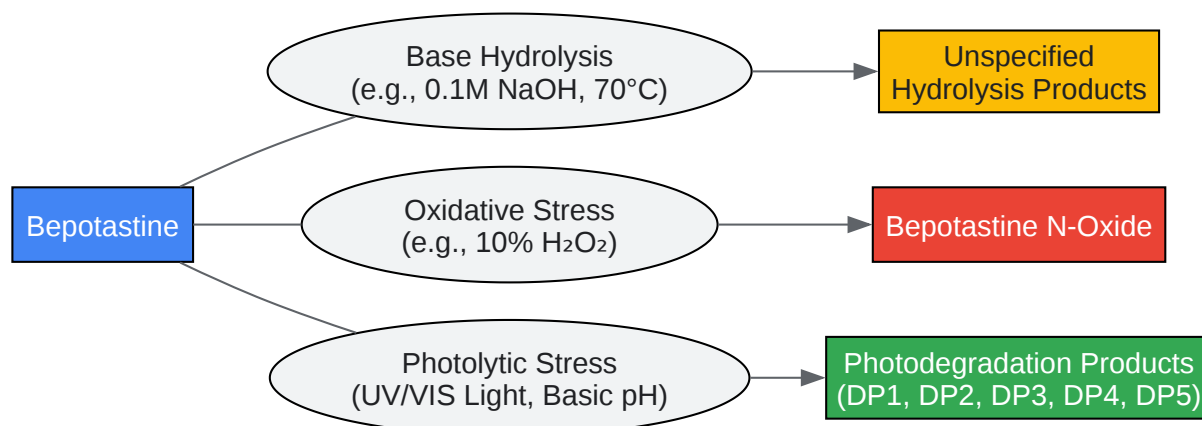 Base Hydrolysis
(e.g., 0.1M NaOH, 70°C)
Unspecified
Hydrolysis Products
Bepotastine
Oxidative Stress
(e.g., 10% H₂O₂)
Bepotastine N-Oxide
Photolytic Stress
(UV/VIS Light, Basic pH)
Photodegradation Products
(DP1, DP2, DP3, DP4, DP5)